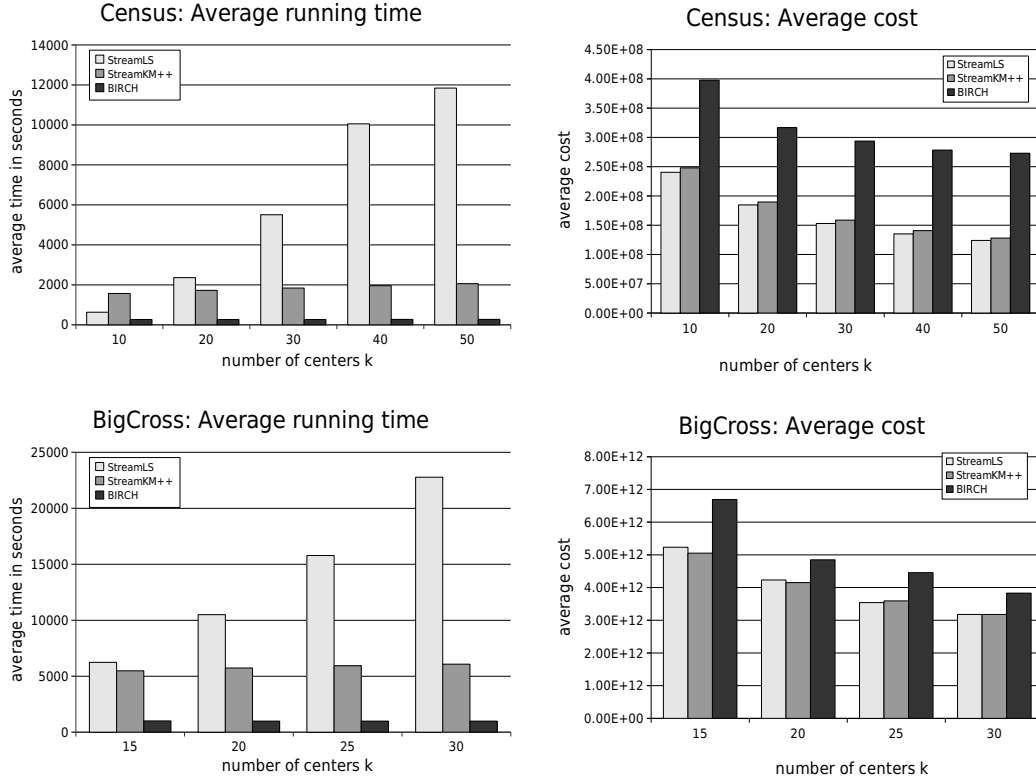 Census: Average running time
14000
12000
10000
8000
6000
4000
2000
0
average time in seconds
StreamLS
StreamKM++
BIRCH
10 20 30 40 50
number of centers k
Census: Average cost
4.50E+08
4.00E+08
3.50E+08
3.00E+08
2.50E+08
2.00E+08
1.50E+08
1.00E+08
5.00E+07
0.00E+00
average cost
StreamLS
StreamKM++
BIRCH
10 20 30 40 50
number of centers k
BigCross: Average running time
25000
20000
15000
10000
5000
0
average time in seconds
StreamLS
StreamKM++
BIRCH
15 20 25 30
number of centers k
BigCross: Average cost
8.00E+12
7.00E+12
6.00E+12
5.00E+12
4.00E+12
3.00E+12
2.00E+12
1.00E+12
0.00E+00
average cost
StreamLS
StreamKM++
BIRCH
15 20 25 30
number of centers k